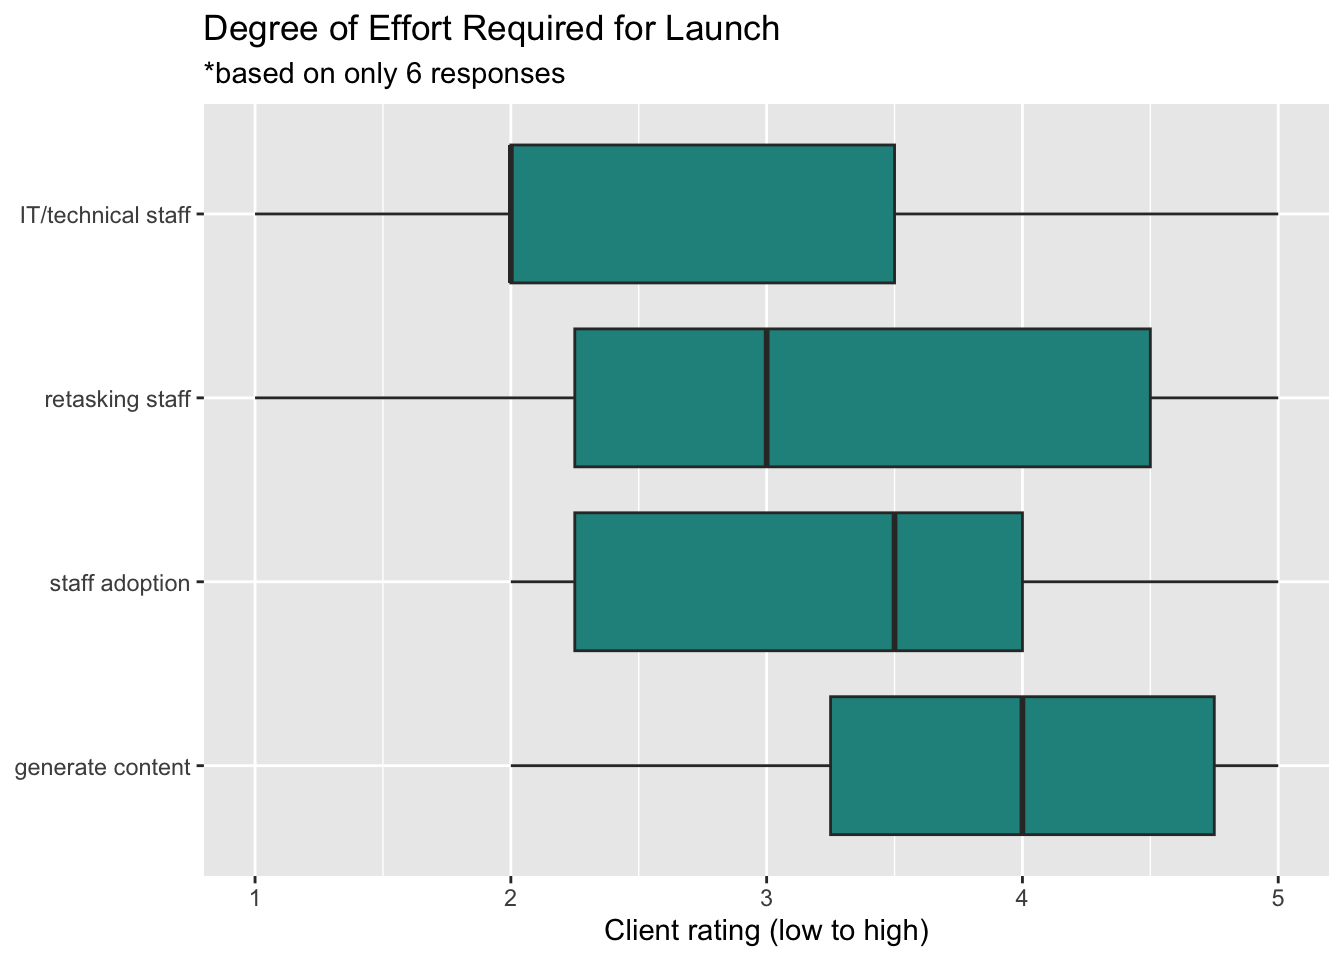 Degree of Effort Required for Launch
*based on only 6 responses
IT/technical staff
retasking staff
staff adoption
generate content
1 2 3 4 5
Client rating (low to high)